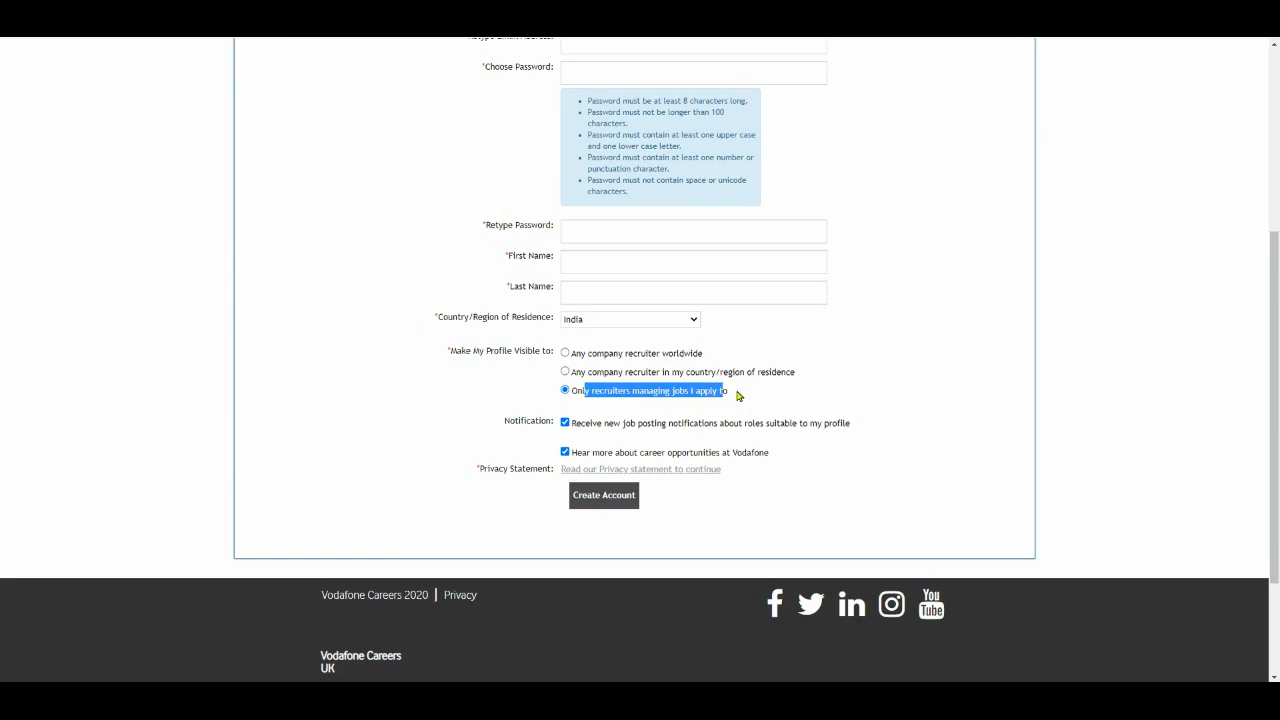 *Choose Password:
Password must be at least 8 characters long.
Password must not be longer than 100
characters.
Password must contain at least one upper case
and one lower case letter.
Password must contain at least one number or
punctuation character.
Password must not contain space or unicode
characters.
*Retype Password:
*First Name:
*Last Name:
*Country/Region of Residence: India
*Make My Profile Visible to: Any company recruiter worldwide
Any company recruiter in my country/region of residence
Only recruiters managing jobs I apply to
Notification: Receive new job posting notifications about roles suitable to my profile
Hear more about career opportunities at Vodafone
*Privacy Statement: Read our Privacy statement to continue
Create Account
Vodafone Careers 2020 | Privacy
You
Tube
Vodafone Careers
UK